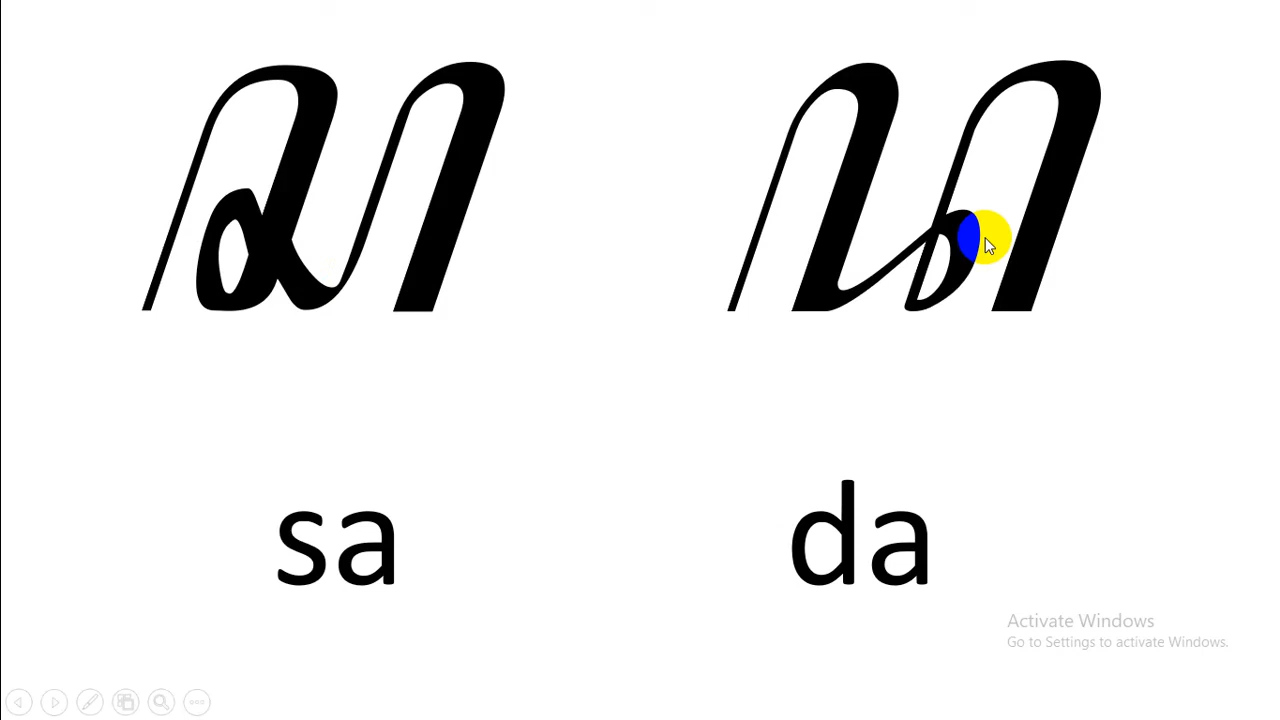 ꦱ ꦢ
sa da
Activate Windows
Go to Settings to activate Windows.